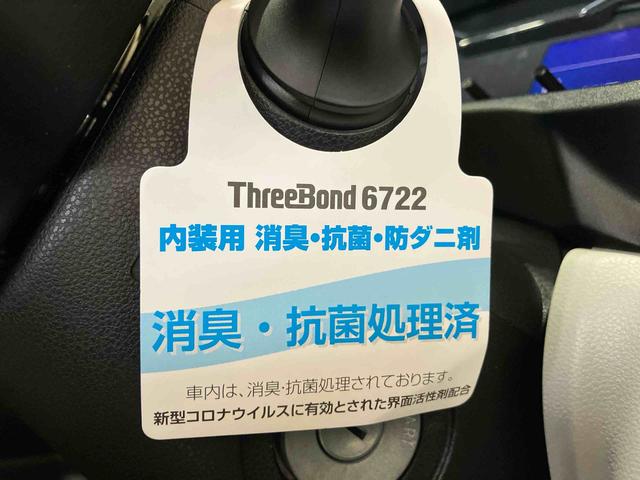 ThreeBond 6722
内装用 消臭・抗菌・防ダニ剤
消臭・抗菌処理済
車内は、消臭・抗菌処理されております。
新型コロナウイルスに有効とされた界面活性剤配合